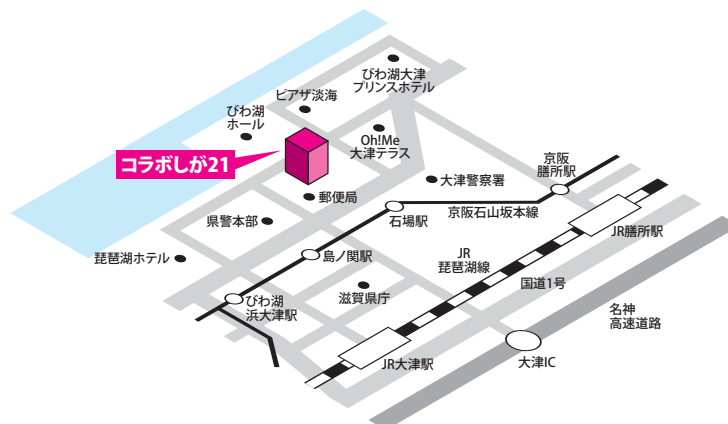 びわ湖大津
プリンスホテル
ピアザ淡海
びわ湖
ホール
Oh!Me
大津テラス
コラボしが21
京阪
膳所駅
大津警察署
郵便局
県警本部
石場駅
京阪石山坂本線
JR膳所駅
琵琶湖ホテル
島ノ関駅
JR
琵琶湖線
国道1号
滋賀県庁
びわ湖
浜大津駅
名神
高速道路
JR大津駅
大津IC